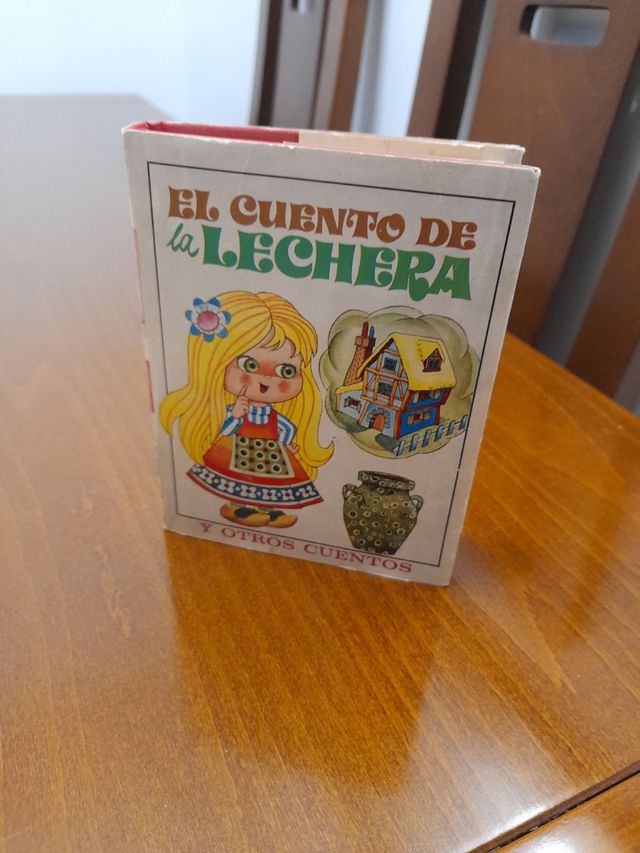 EL CUENTO DE
la LECHERA
Y OTROS CUENTOS